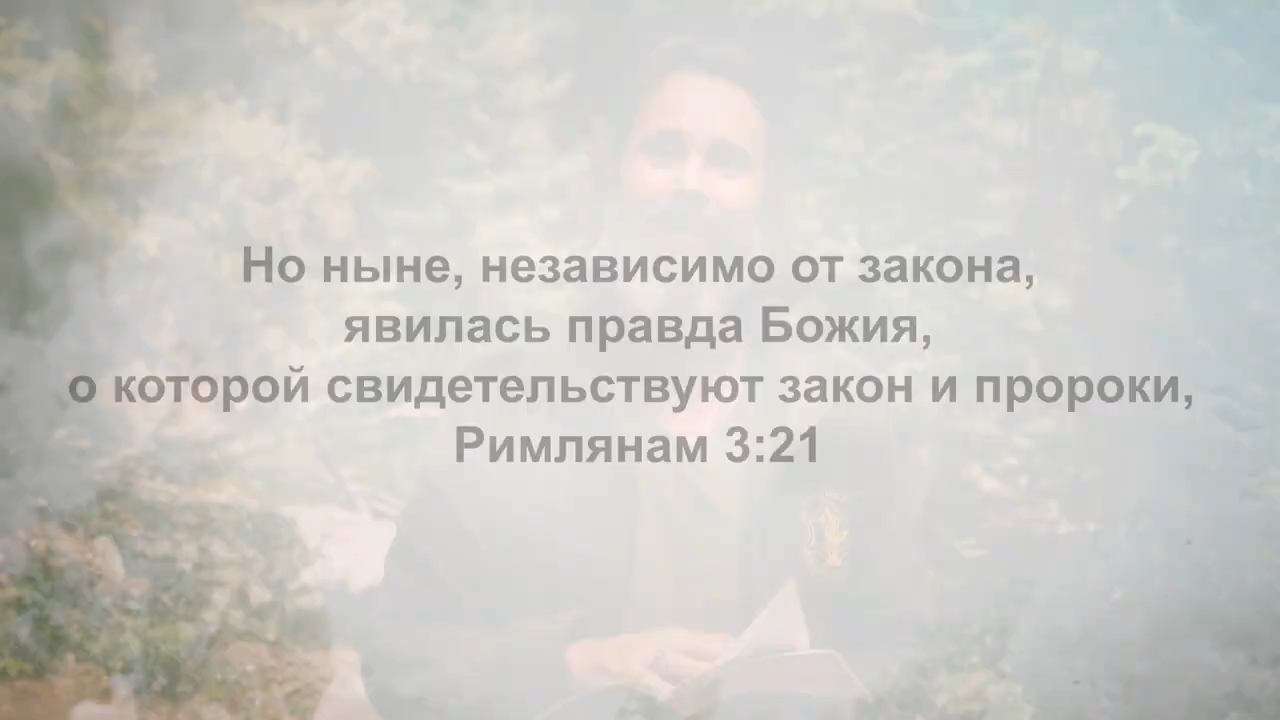 Но ныне, независимо от закона,
явилась правда Божия,
о которой свидетельствуют закон и пророки,
Римлянам 3:21